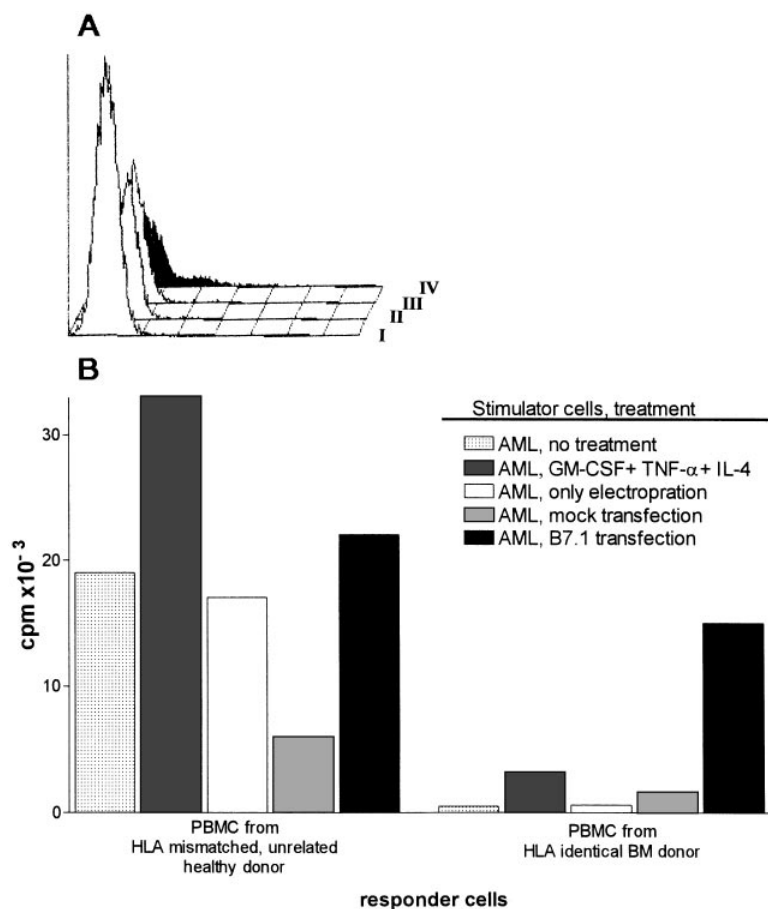 A
IV
III
II
I
B
Stimulator cells, treatment
AML, no treatment
AML, GM-CSF+ TNF-α+ IL-4
AML, only electropration
AML, mock transfection
AML, B7.1 transfection
cpm x10⁻³
30
20
10
0
PBMC from
HLA mismatched, unrelated
healthy donor
PBMC from
HLA identical BM donor
responder cells